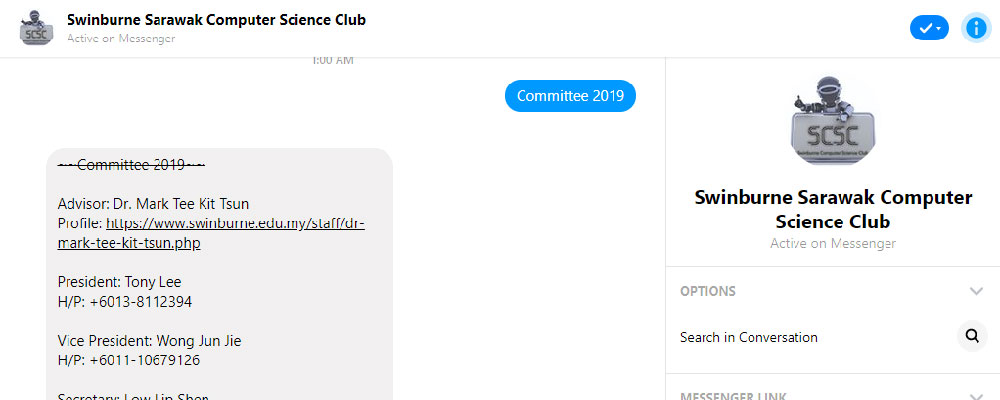 Swinburne Sarawak Computer Science Club
Active on Messenger
1:00 AM
Committee 2019
~~Committee 2019~~
Advisor: Dr. Mark Tee Kit Tsun
Profile: https://www.swinburne.edu.my/staff/dr-
mark-tee-kit-tsun.php
President: Tony Lee
H/P: +6013-8112394
Vice President: Wong Jun Jie
H/P: +6011-10679126
Secretary: Low Lip Shen
SCSC
SCSC
Swinburne Computer Science Club
Swinburne Sarawak Computer
Science Club
Active on Messenger
OPTIONS
Search in Conversation
MESSENGER LINK